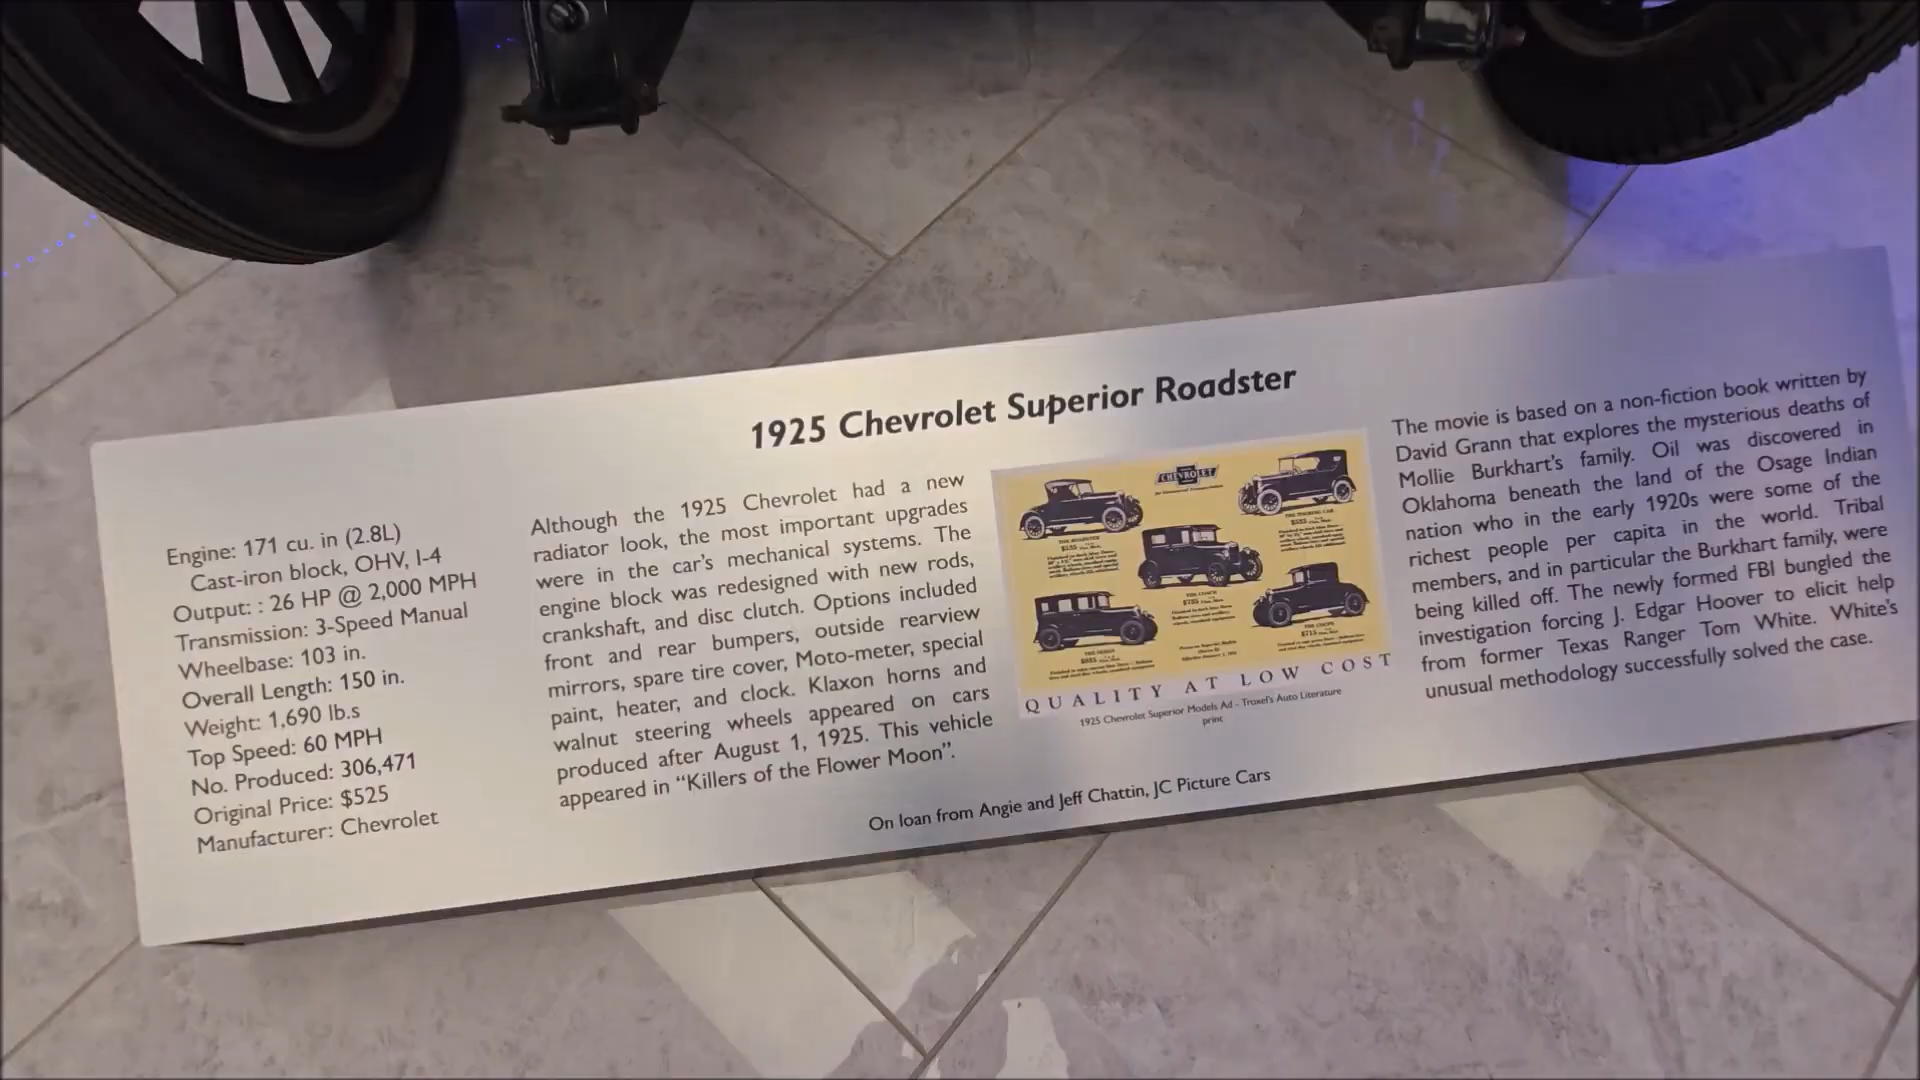 1925 Chevrolet Superior Roadster
Engine: 171 cu. in (2.8L)
Cast-iron block, OHV, I-4
Output: : 26 HP @ 2,000 MPH
Transmission: 3-Speed Manual
Wheelbase: 103 in.
Overall Length: 150 in.
Weight: 1,690 lb.s
Top Speed: 60 MPH
No. Produced: 306,471
Original Price: $525
Manufacturer: Chevrolet
Although the 1925 Chevrolet had a new
radiator look, the most important upgrades
were in the car's mechanical systems. The
engine block was redesigned with new rods,
crankshaft, and disc clutch. Options included
front and rear bumpers, outside rearview
mirrors, spare tire cover, Moto-meter, special
paint, heater, and clock. Klaxon horns and
walnut steering wheels appeared on cars
produced after August 1, 1925. This vehicle
appeared in “Killers of the Flower Moon”.
CHEVROLET
QUALITY AT LOW COST
1925 Chevrolet Superior Models Ad - Troxel's Auto Literature
print
The movie is based on a non-fiction book written by
David Grann that explores the mysterious deaths of
Mollie Burkhart's family. Oil was discovered in
Oklahoma beneath the land of the Osage Indian
nation who in the early 1920s were some of the
richest people per capita in the world. Tribal
members, and in particular the Burkhart family, were
being killed off. The newly formed FBI bungled the
investigation forcing J. Edgar Hoover to elicit help
from former Texas Ranger Tom White. White's
unusual methodology successfully solved the case.
On loan from Angie and Jeff Chattin, JC Picture Cars